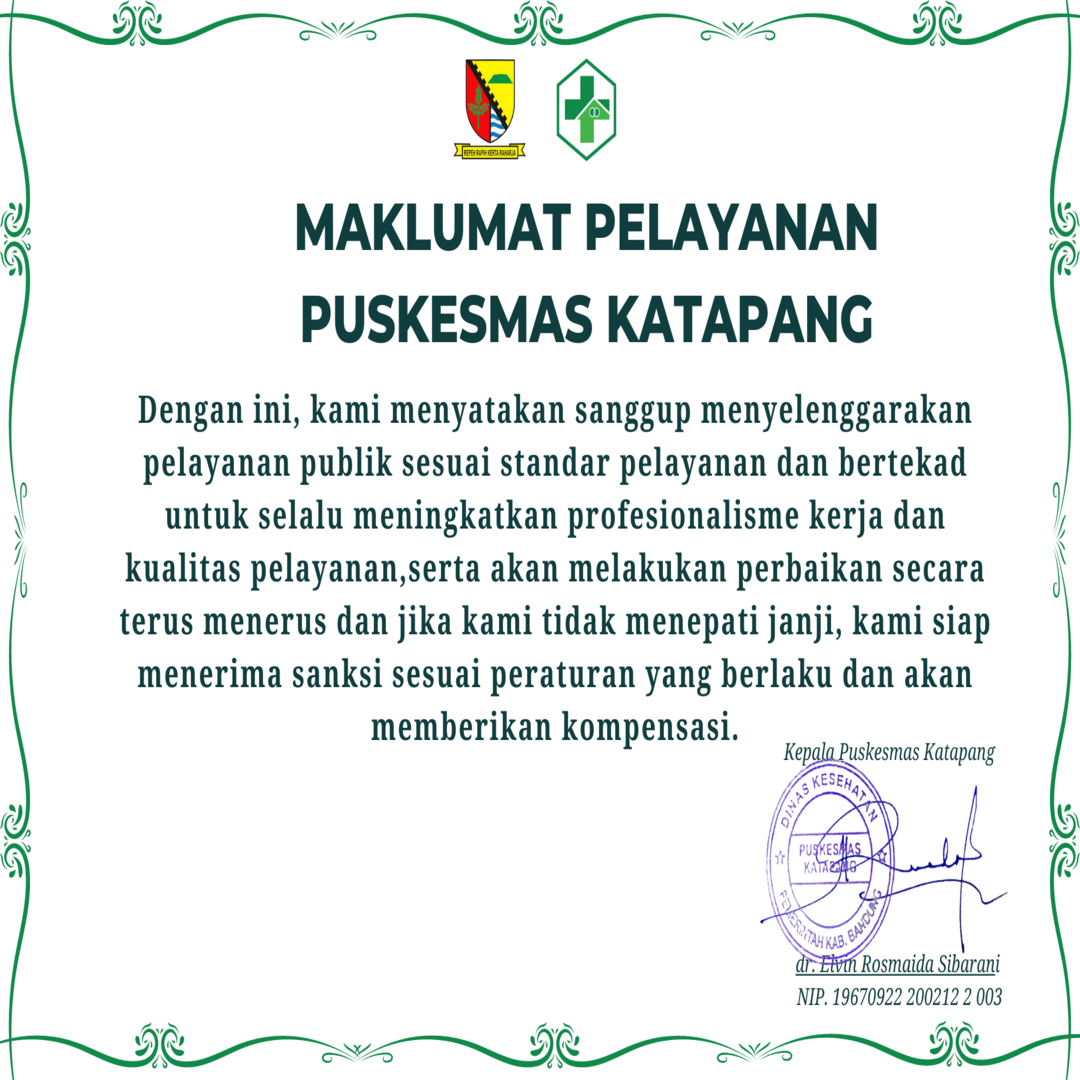 REPEH RAPIH KERTA RAHARJA
MAKLUMAT PELAYANAN
PUSKESMAS KATAPANG
Dengan ini, kami menyatakan sanggup menyelenggarakan
pelayanan publik sesuai standar pelayanan dan bertekad
untuk selalu meningkatkan profesionalisme kerja dan
kualitas pelayanan,serta akan melakukan perbaikan secara
terus menerus dan jika kami tidak menepati janji, kami siap
menerima sanksi sesuai peraturan yang berlaku dan akan
memberikan kompensasi.
Kepala Puskesmas Katapang
DINAS KESEHATAN
PUSKESMAS
KATAPANG
PEMERINTAH KAB. BANDUNG
dr. Elvin Rosmaida Sibarani
NIP. 19670922 200212 2 003